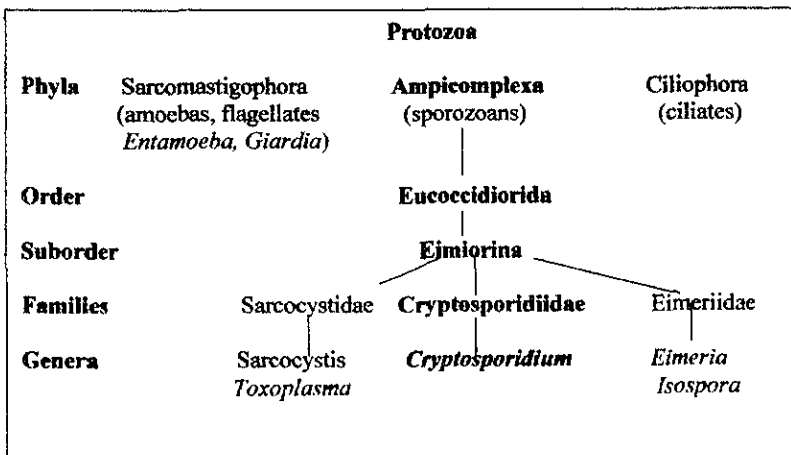 Protozoa
Phyla Sarcomastigophora Ampicomplexa Ciliophora
(amoebas, flagellates (sporozoans) (ciliates)
Entamoeba, Giardia)
Order Eucoccidiorida
Suborder Ejmiorina
Families Sarcocystidae Cryptosporidiidae Eimeriidae
Genera Sarcocystis Cryptosporidium Eimeria
Toxoplasma Isospora